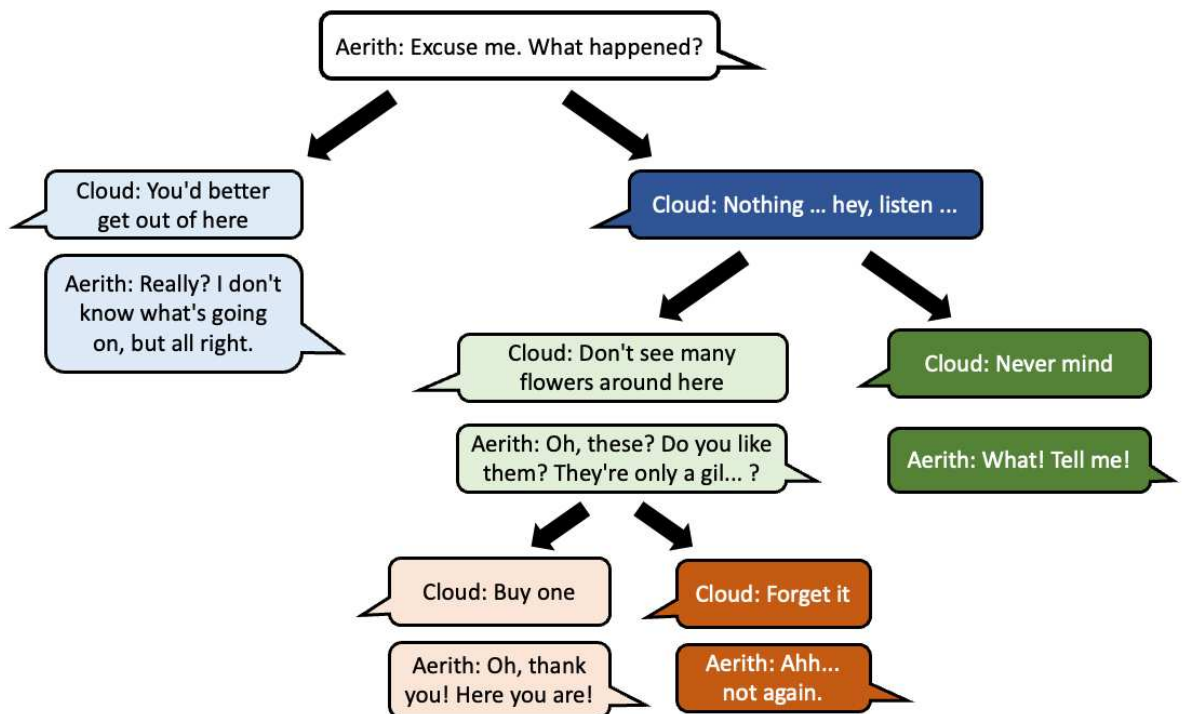 Aerith: Excuse me. What happened?
Cloud: You'd better
get out of here
Aerith: Really? I don't
know what's going
on, but all right.
Cloud: Nothing ... hey, listen ...
Cloud: Don't see many
flowers around here
Aerith: Oh, these? Do you like
them? They're only a gil... ?
Cloud: Buy one
Aerith: Oh, thank
you! Here you are!
Cloud: Forget it
Aerith: Ahh...
not again.
Cloud: Never mind
Aerith: What! Tell me!